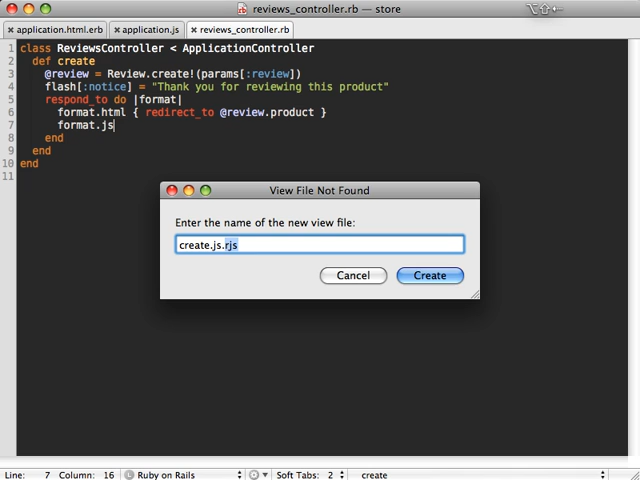 reviews_controller.rb — store
⌥⇧←
application.html.erb
application.js
reviews_controller.rb
1 class ReviewsController < ApplicationController
2 def create
3 @review = Review.create!(params[:review])
4 flash[:notice] = "Thank you for reviewing this product"
5 respond_to do |format|
6 format.html { redirect_to @review.product }
7 format.js
8 end
9 end
10 end
11
View File Not Found
Enter the name of the new view file:
create.js.rjs
Cancel Create
Line: 7 Column: 16 Ruby on Rails Soft Tabs: 2 create